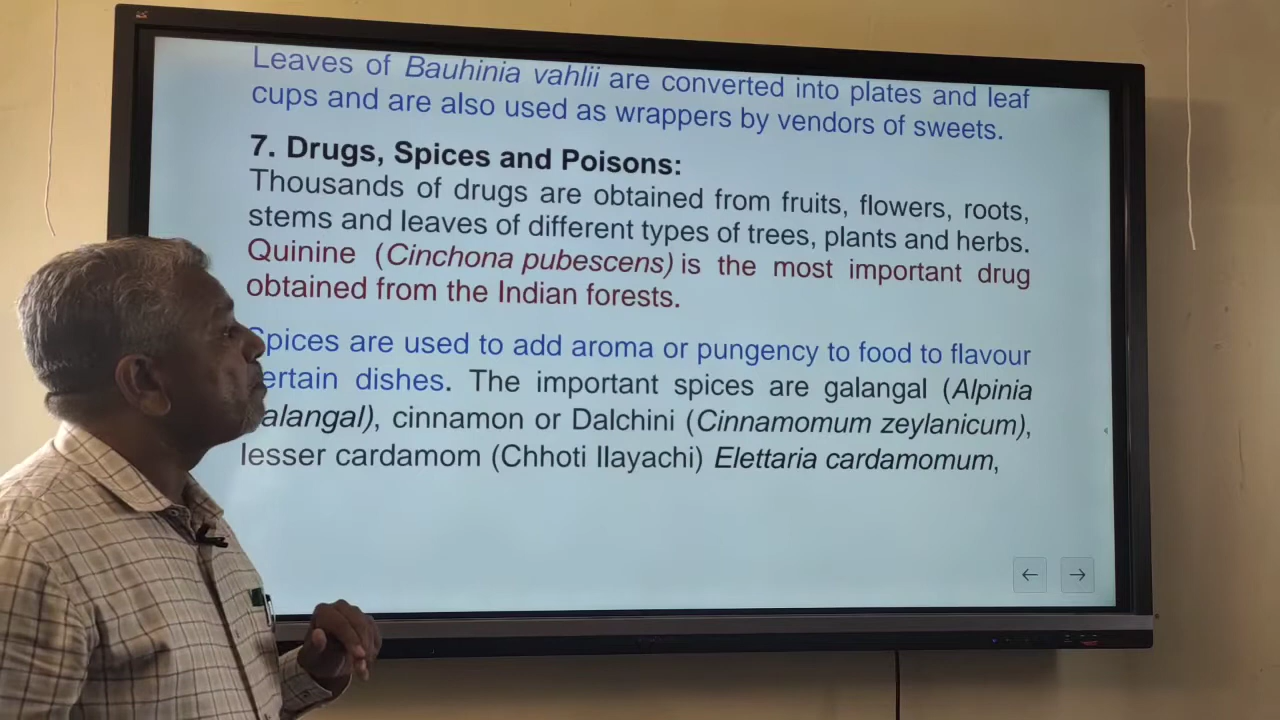 Leaves of Bauhinia vahlii are converted into plates and leaf
cups and are also used as wrappers by vendors of sweets.
7. Drugs, Spices and Poisons:
Thousands of drugs are obtained from fruits, flowers, roots,
stems and leaves of different types of trees, plants and herbs.
Quinine (Cinchona pubescens) is the most important drug
obtained from the Indian forests.
Spices are used to add aroma or pungency to food to flavour
ertain dishes. The important spices are galangal (Alpinia
alangal), cinnamon or Dalchini (Cinnamomum zeylanicum),
lesser cardamom (Chhoti Ilayachi) Elettaria cardamomum,